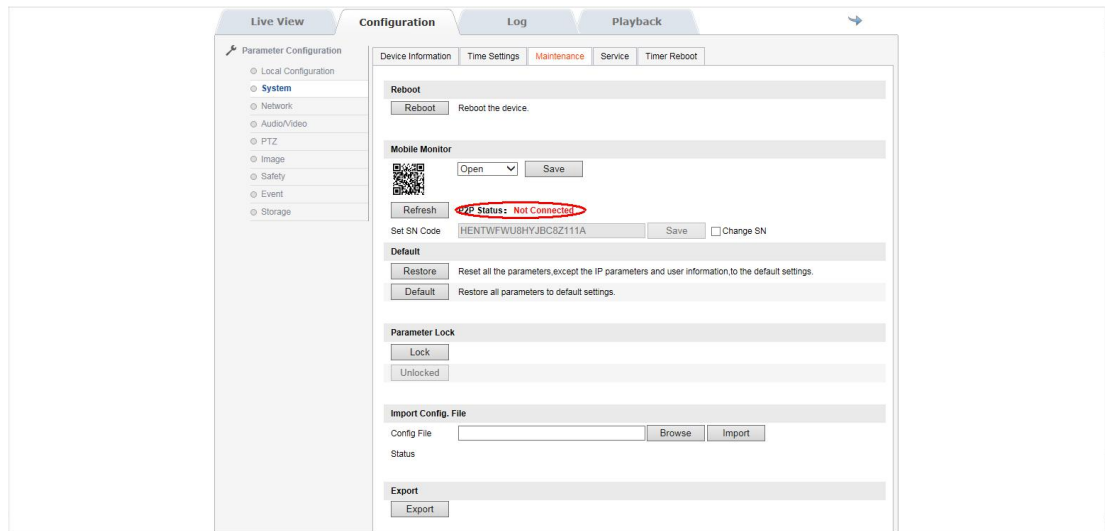 Live View Configuration Log Playback
Parameter Configuration
Local Configuration
System
Network
Audio/Video
PTZ
Image
Safety
Event
Storage
Device Information Time Settings Maintenance Service Timer Reboot
Reboot
Reboot Reboot the device.
Mobile Monitor
Open Save
Refresh P2P Status: Not Connected
Set SN Code HENTWFWU8HYJBC8Z111A Save Change SN
Default
Restore Reset all the parameters,except the IP parameters and user information,to the default settings.
Default Restore all parameters to default settings.
Parameter Lock
Lock
Unlocked
Import Config. File
Config File Browse Import
Status
Export
Export